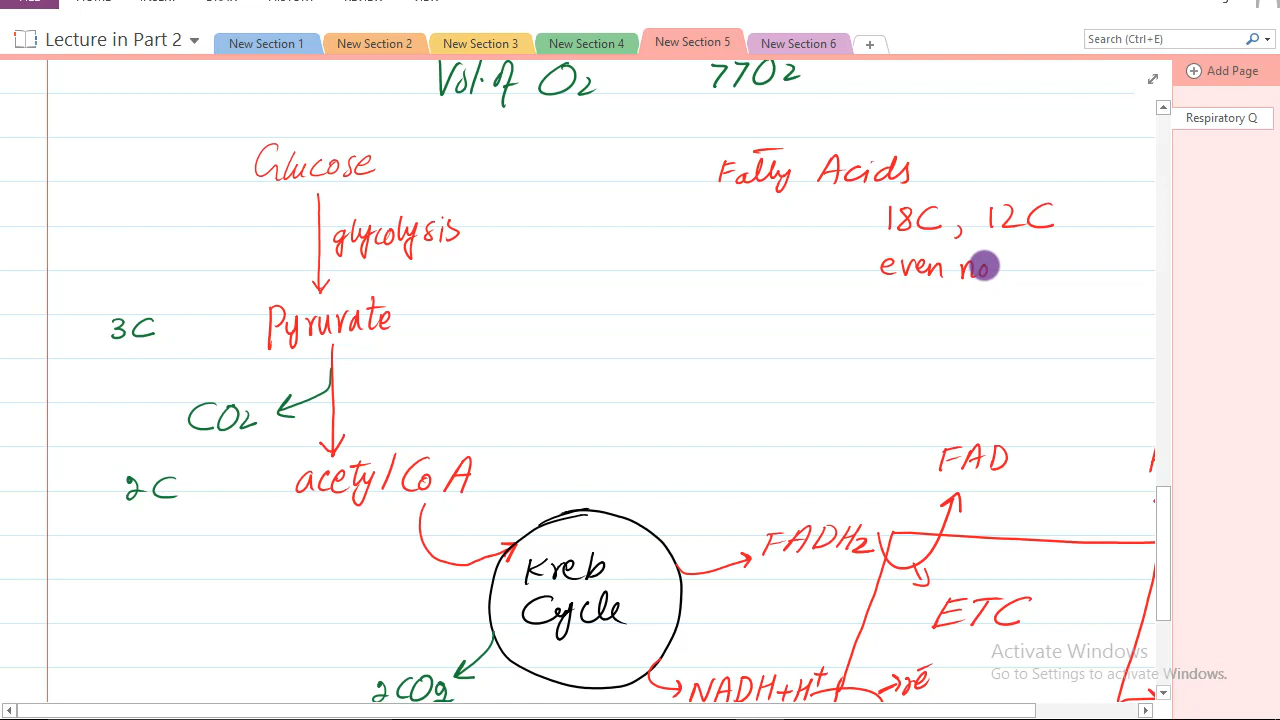 Lecture in Part 2
New Section 1
New Section 2
New Section 3
New Section 4
New Section 5
New Section 6
Search (Ctrl+E)
Add Page
Respiratory Q
Vol. of O2 77O2
Glucose
glycolysis
Pyrurate
3C
CO2
acetyl CoA
2C
Kreb
Cycle
2CO2
Fatty Acids
18C, 12C
even no
FAD
FADH2
ETC
NADH+H+
Activate Windows
Go to Settings to activate Windows.